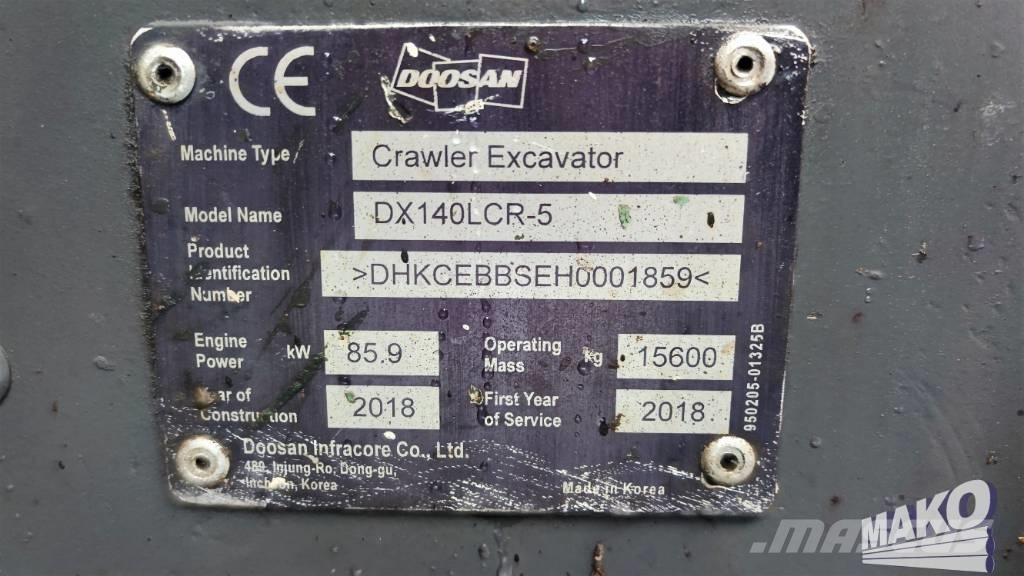 CE
DOOSAN
Machine Type
Crawler Excavator
Model Name
DX140LCR-5
Product
Identification
Number
>DHKCEBBSEH0001859<
Engine
Power
kW
85.9
Operating
Mass
kg
15600
Year of
Construction
2018
First Year
of Service
2018
950205-01325B
Doosan Infracore Co., Ltd.
489, Injung-Ro, Dong-gu,
Incheon, Korea
Made in Korea
MAKO